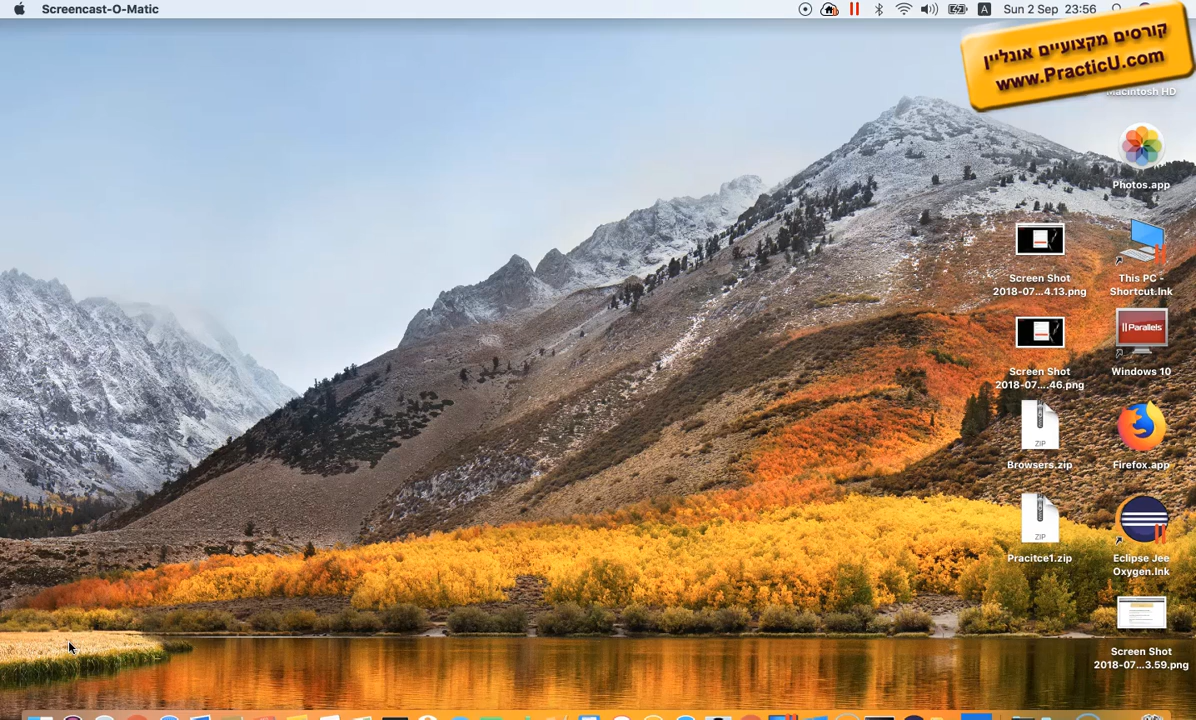 Screencast-O-Matic
A
Sun 2 Sep 23:56
קורסים מקצועיים אונליין
www.PracticU.com
Macintosh HD
Photos.app
Screen Shot
2018-07...4.13.png
This PC -
Shortcut.lnk
|| Parallels
Screen Shot
2018-07....46.png
Windows 10
ZIP
Browsers.zip
Firefox.app
ZIP
Pracitce1.zip
Eclipse Jee
Oxygen.lnk
Screen Shot
2018-07...3.59.png